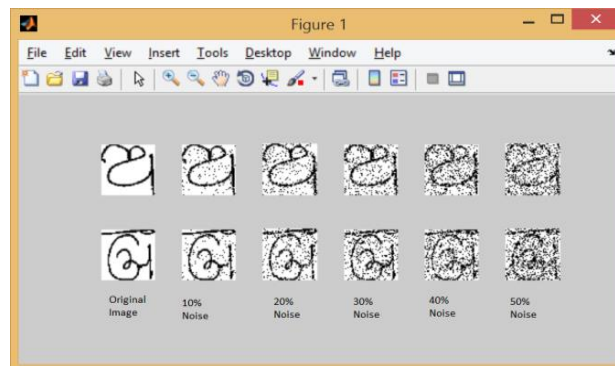 Figure 1
File Edit View Insert Tools Desktop Window Help
Original Image
10% Noise
20% Noise
30% Noise
40% Noise
50% Noise